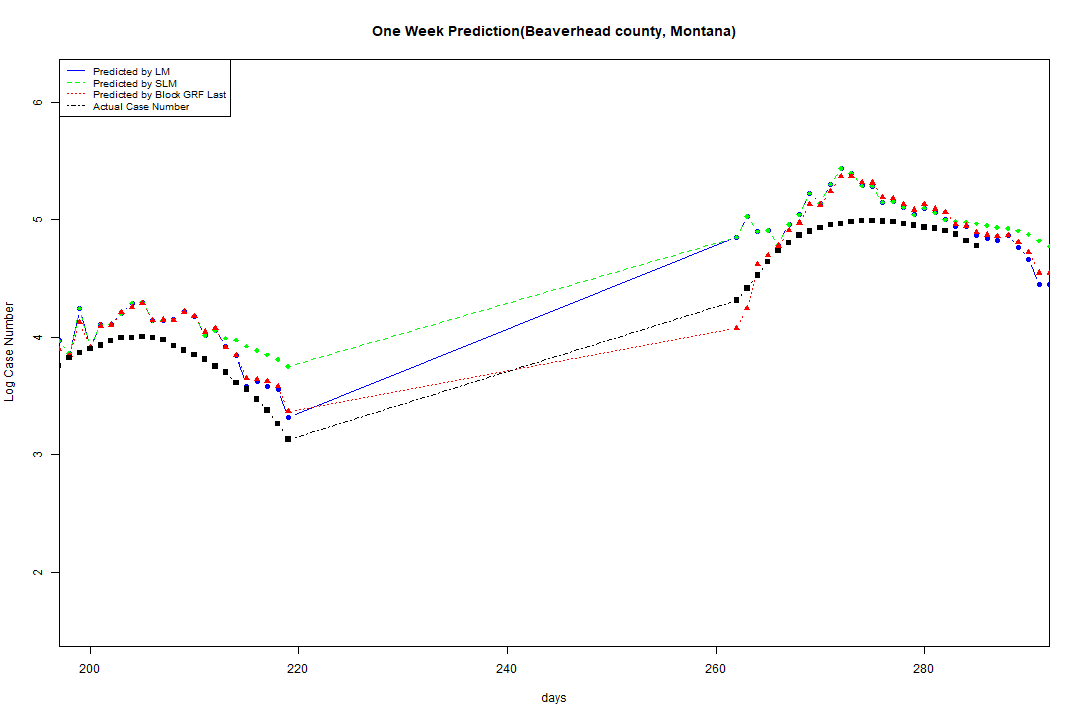 One Week Prediction(Beaverhead county, Montana)
Predicted by LM
Predicted by SLM
Predicted by Block GRF Last
Actual Case Number
6
5
4
3
2
Log Case Number
200 220 240 260 280
days